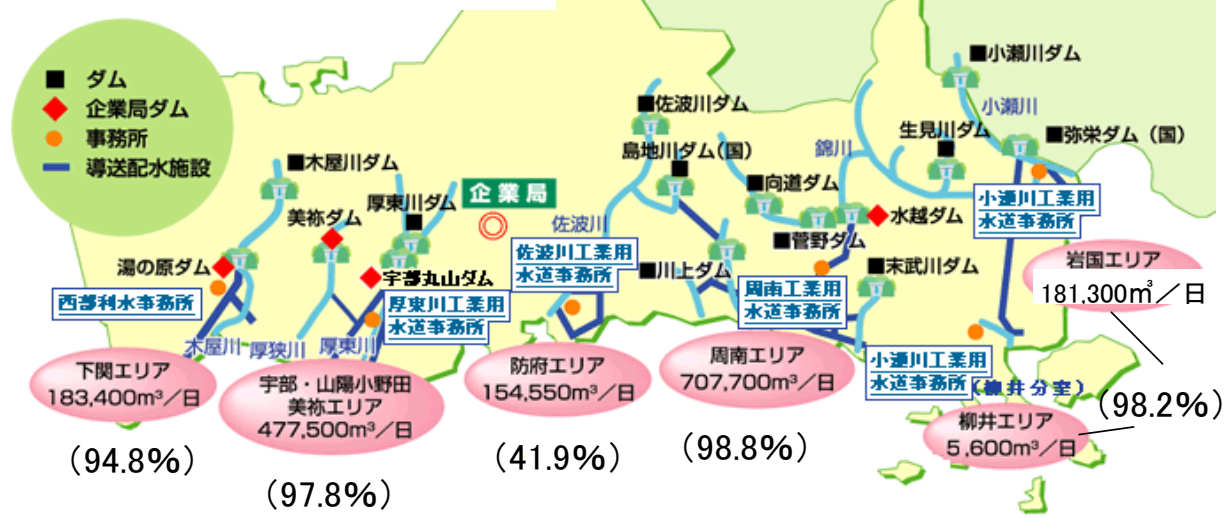 ダム
企業局ダム
事務所
導送配水施設
小瀬川ダム
小瀬川
佐波川ダム
生見川ダム
弥栄ダム（国）
島地川ダム(国)
錦川
木屋川ダム
企業局
向道ダム
小瀬川工業用
水道事務所
美祢ダム
厚東川ダム
佐波川
水越ダム
菅野ダム
佐波川工業用
水道事務所
湯の原ダム
宇部丸山ダム
川上ダム
末武川ダム
岩国エリア
181,300㎥／日
西部利水事務所
厚東川工業用
水道事務所
周南工業用
水道事務所
木屋川
厚狭川
厚東川
小瀬川工業用
水道事務所
(柳井分室)
下関エリア
183,400m³／日
宇部・山陽小野田
美祢エリア
477,500m³／日
防府エリア
154,550m³／日
周南エリア
707,700m³／日
柳井エリア
5,600m³／日
（98.2%）
（94.8%）
（97.8%）
（41.9%）
（98.8%）